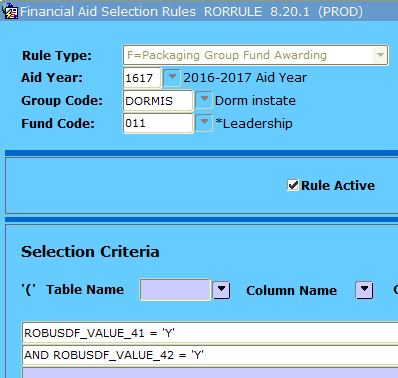 Financial Aid Selection Rules RORRULE 8.20.1 (PROD)
Rule Type: F=Packaging Group Fund Awarding
Aid Year: 1617 2016-2017 Aid Year
Group Code: DORMIS Dorm instate
Fund Code: 011 *Leadership
Rule Active
Selection Criteria
'(' Table Name Column Name
ROBUSDF_VALUE_41 = 'Y'
AND ROBUSDF_VALUE_42 = 'Y'